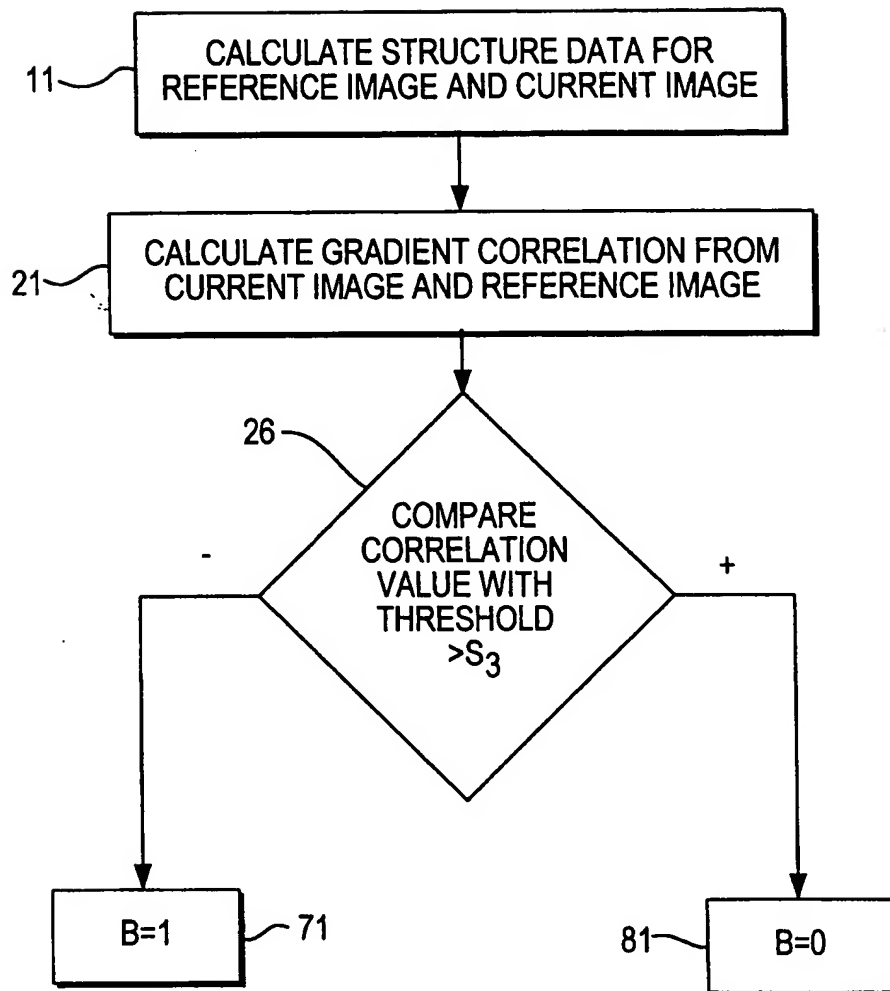 CALCULATE STRUCTURE DATA FOR
REFERENCE IMAGE AND CURRENT IMAGE
11
CALCULATE GRADIENT CORRELATION FROM
CURRENT IMAGE AND REFERENCE IMAGE
21
26
COMPARE
CORRELATION
VALUE WITH
THRESHOLD
>S3
-
+
B=1
71
81
B=0